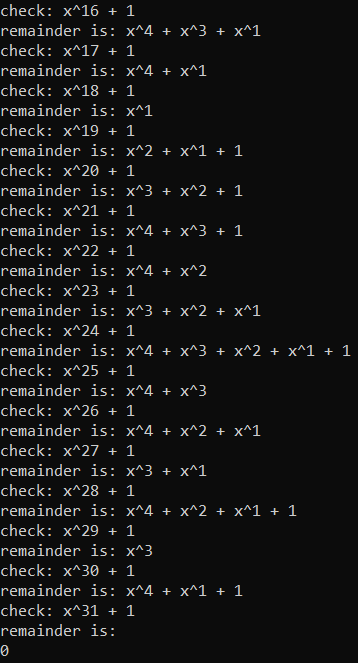 check: x^16 + 1
remainder is: x^4 + x^3 + x^1
check: x^17 + 1
remainder is: x^4 + x^1
check: x^18 + 1
remainder is: x^1
check: x^19 + 1
remainder is: x^2 + x^1 + 1
check: x^20 + 1
remainder is: x^3 + x^2 + 1
check: x^21 + 1
remainder is: x^4 + x^3 + 1
check: x^22 + 1
remainder is: x^4 + x^2
check: x^23 + 1
remainder is: x^3 + x^2 + x^1
check: x^24 + 1
remainder is: x^4 + x^3 + x^2 + x^1 + 1
check: x^25 + 1
remainder is: x^4 + x^3
check: x^26 + 1
remainder is: x^4 + x^2 + x^1
check: x^27 + 1
remainder is: x^3 + x^1
check: x^28 + 1
remainder is: x^4 + x^2 + x^1 + 1
check: x^29 + 1
remainder is: x^3
check: x^30 + 1
remainder is: x^4 + x^1 + 1
check: x^31 + 1
remainder is:
0